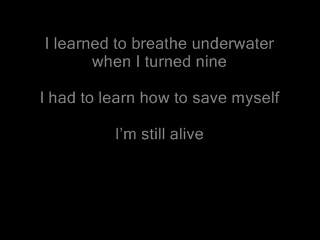 I learned to breathe underwater
when I turned nine
I had to learn how to save myself
I’m still alive